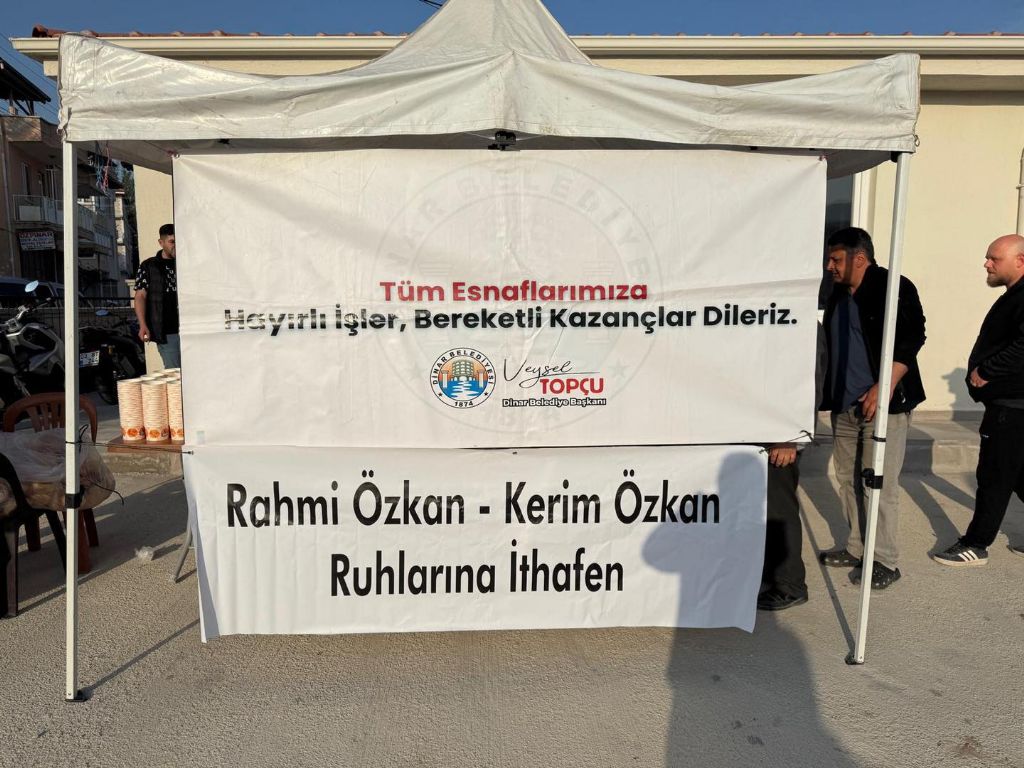 Tüm Esnaflarımıza
Hayırlı İşler, Bereketli Kazançlar Dileriz.
DİNAR BELEDİYESİ
1874
Veysel
TOPÇU
Dinar Belediye Başkanı
Rahmi Özkan - Kerim Özkan
Ruhlarına İthafen